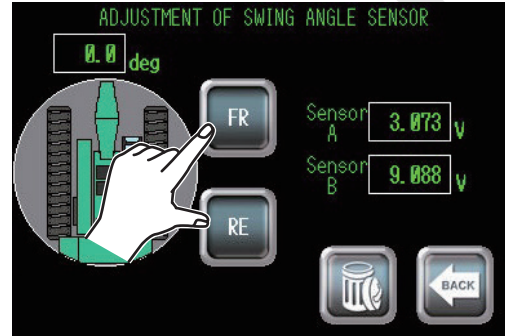 ADJUSTMENT OF SWING ANGLE SENSOR
0.0 deg
FR
Sensor A 3.073 V
Sensor B 9.088 V
RE
BACK